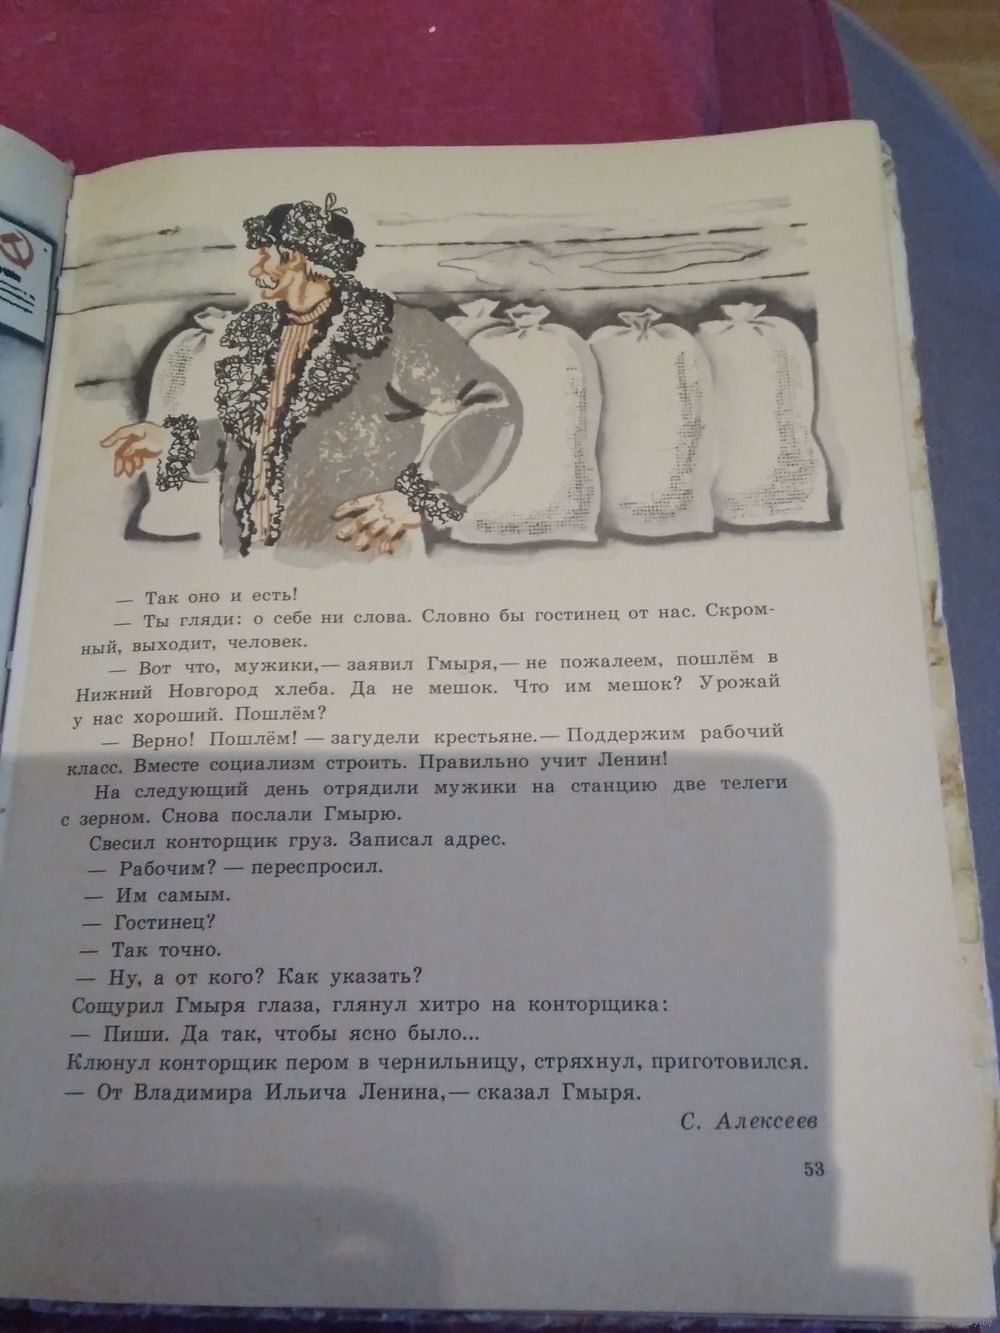 — Так оно и есть!
— Ты гляди: о себе ни слова. Словно бы гостинец от нас. Скром-
ный, выходит, человек.
— Вот что, мужики,— заявил Гмыря,— не пожалеем, пошлём в
Нижний Новгород хлеба. Да не мешок. Что им мешок? Урожай
у нас хороший. Пошлём?
— Верно! Пошлём! — загудели крестьяне.— Поддержим рабочий
класс. Вместе социализм строить. Правильно учит Ленин!
На следующий день отрядили мужики на станцию две телеги
с зерном. Снова послали Гмырю.
Свесил конторщик груз. Записал адрес.
— Рабочим? — переспросил.
— Им самым.
— Гостинец?
— Так точно.
— Ну, а от кого? Как указать?
Сощурил Гмыря глаза, глянул хитро на конторщика:
— Пиши. Да так, чтобы ясно было...
Клюнул конторщик пером в чернильницу, стряхнул, приготовился.
— От Владимира Ильича Ленина,— сказал Гмыря.
С. Алексеев
53